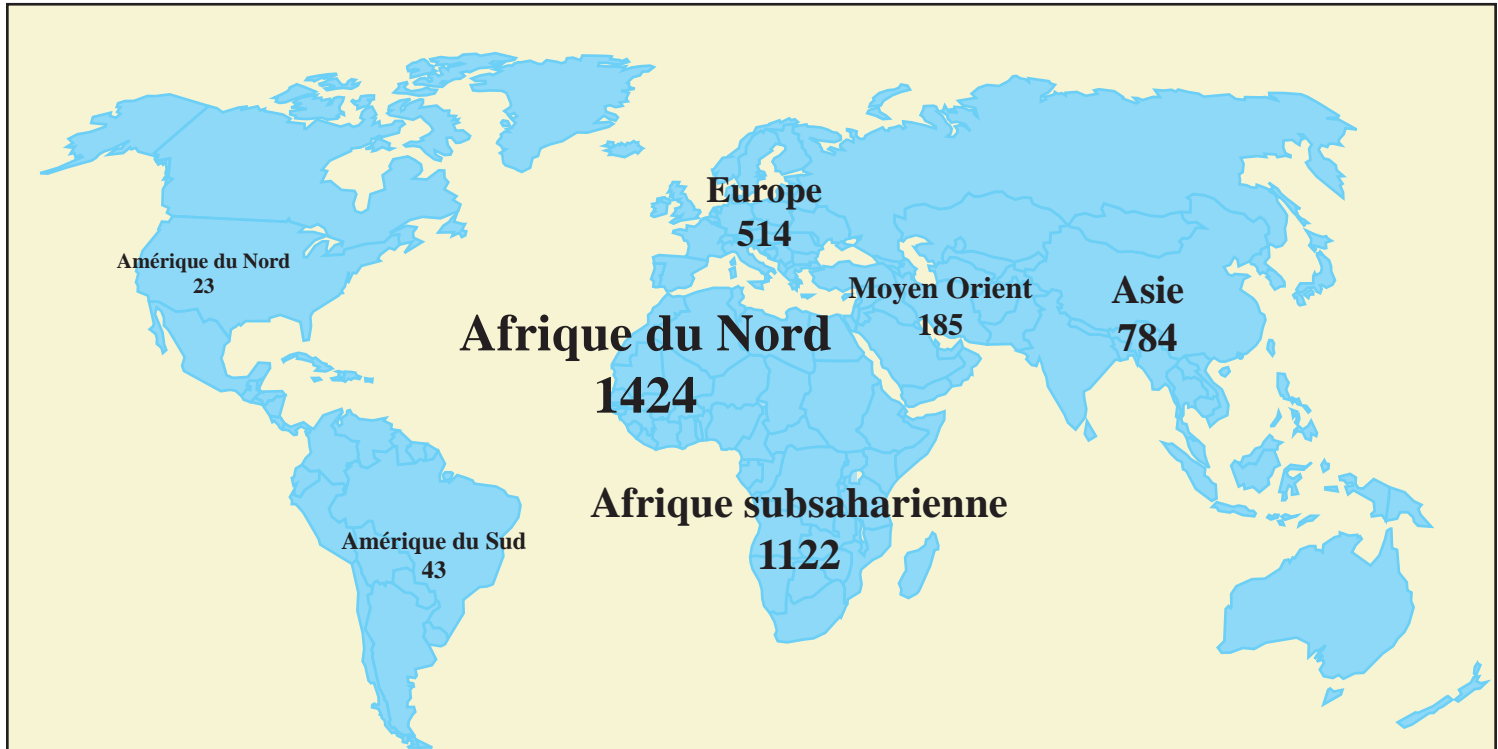 Europe
514
Amérique du Nord
23
Moyen Orient
185
Asie
784
Afrique du Nord
1424
Afrique subsaharienne
1122
Amérique du Sud
43